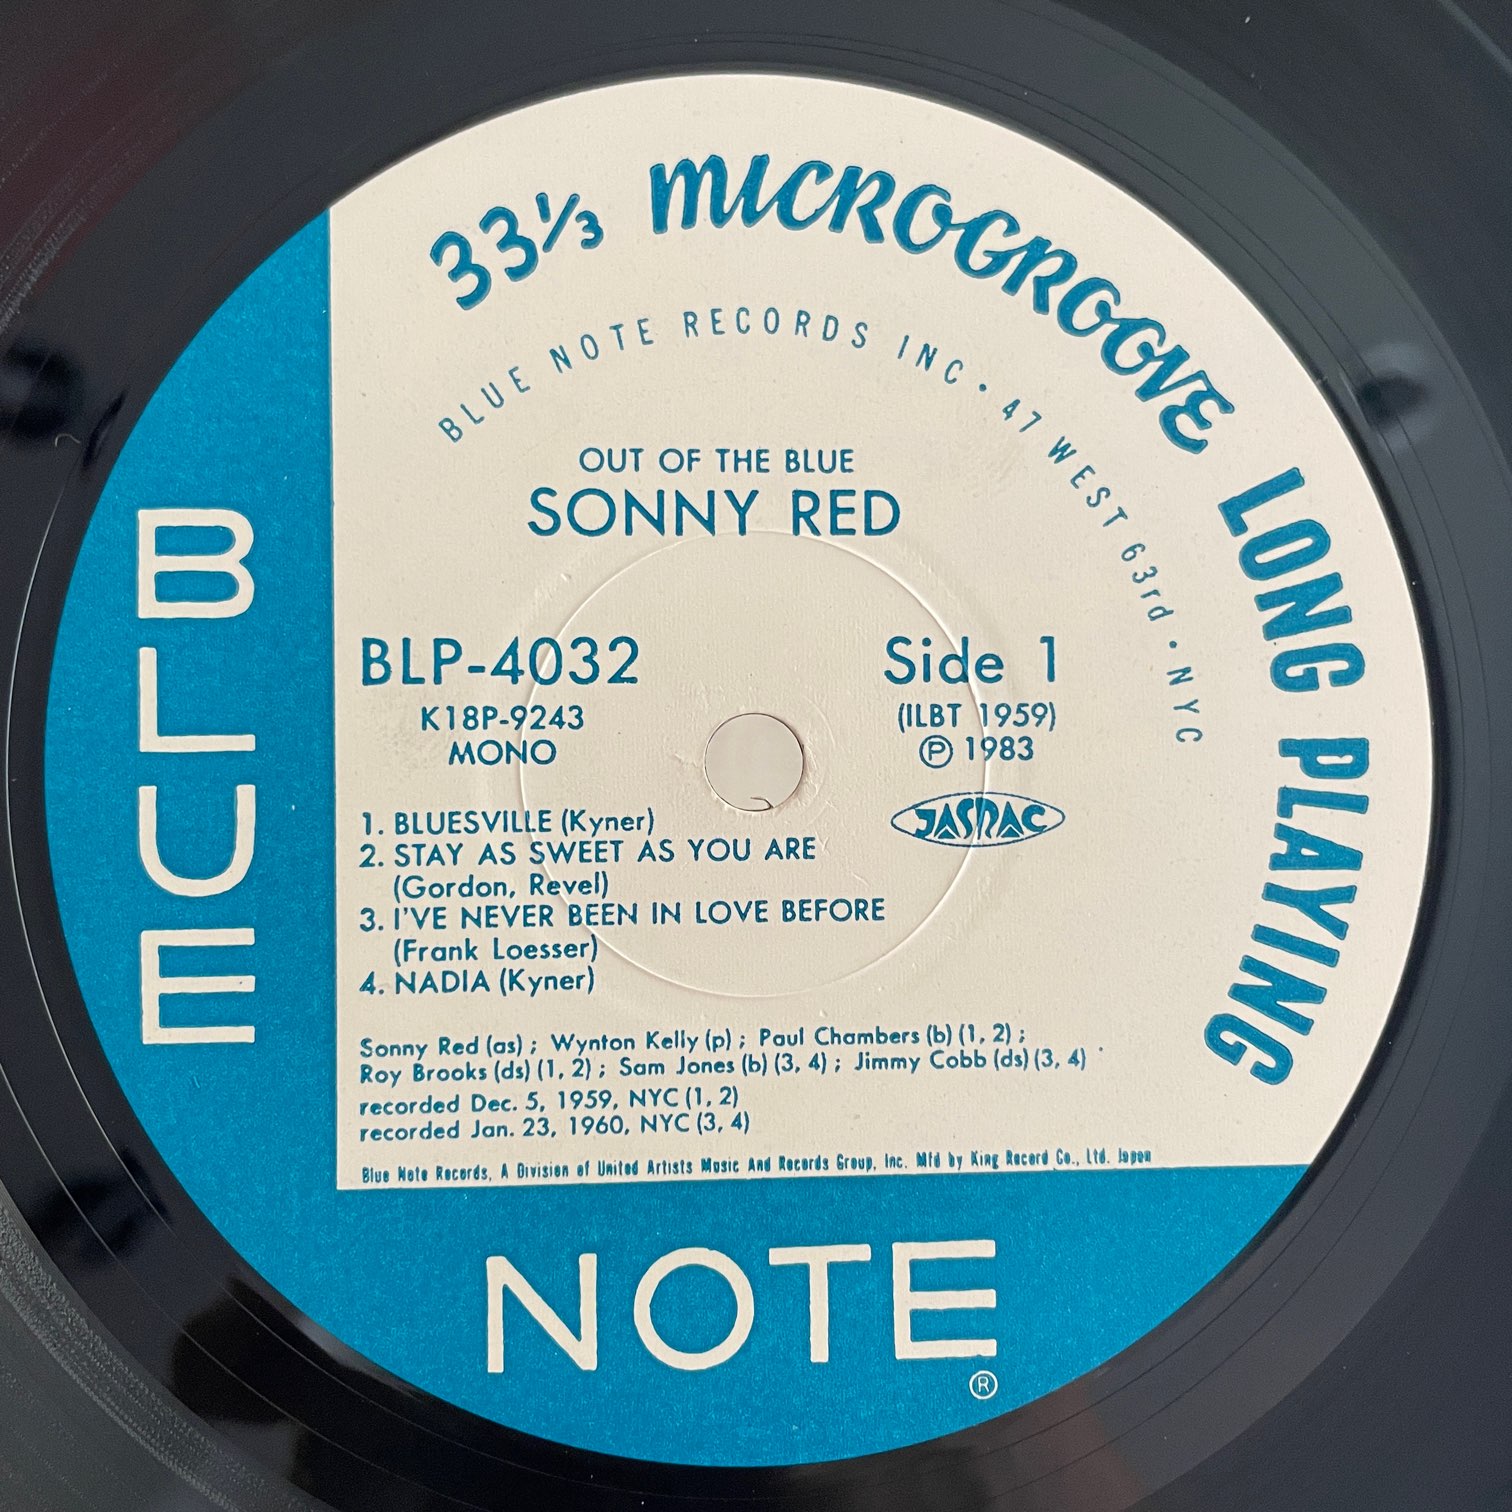 33⅓ MICROGROOVE LONG PLAYING
BLUE NOTE RECORDS INC • 47 WEST 63rd • NYC
OUT OF THE BLUE
SONNY RED
BLP-4032 Side 1
K18P-9243 (ILBT 1959)
MONO ℗ 1983
JASRAC
1. BLUESVILLE (Kyner)
2. STAY AS SWEET AS YOU ARE
(Gordon, Revel)
3. I'VE NEVER BEEN IN LOVE BEFORE
(Frank Loesser)
4. NADIA (Kyner)
Sonny Red (as) ; Wynton Kelly (p) ; Paul Chambers (b) (1, 2) ;
Roy Brooks (ds) (1, 2) ; Sam Jones (b) (3, 4) ; Jimmy Cobb (ds) (3, 4)
recorded Dec. 5, 1959, NYC (1, 2)
recorded Jan. 23, 1960, NYC (3, 4)
Blue Note Records, A Division of United Artists Music And Records Group, Inc. Mfd by King Record Co., Ltd. Japan
BLUE
NOTE
®